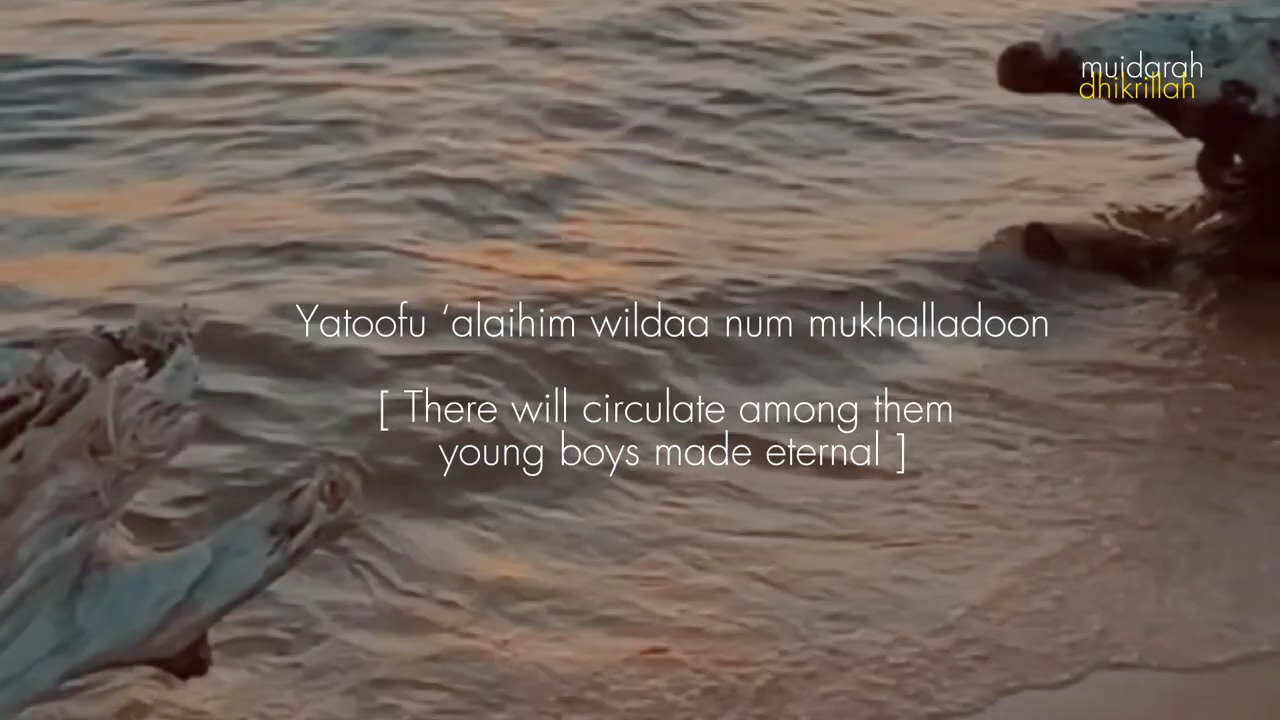 muidarah
dhikrillah
Yatoofu ‘alaihim wildaa num mukhalladoon
[ There will circulate among them
young boys made eternal ]